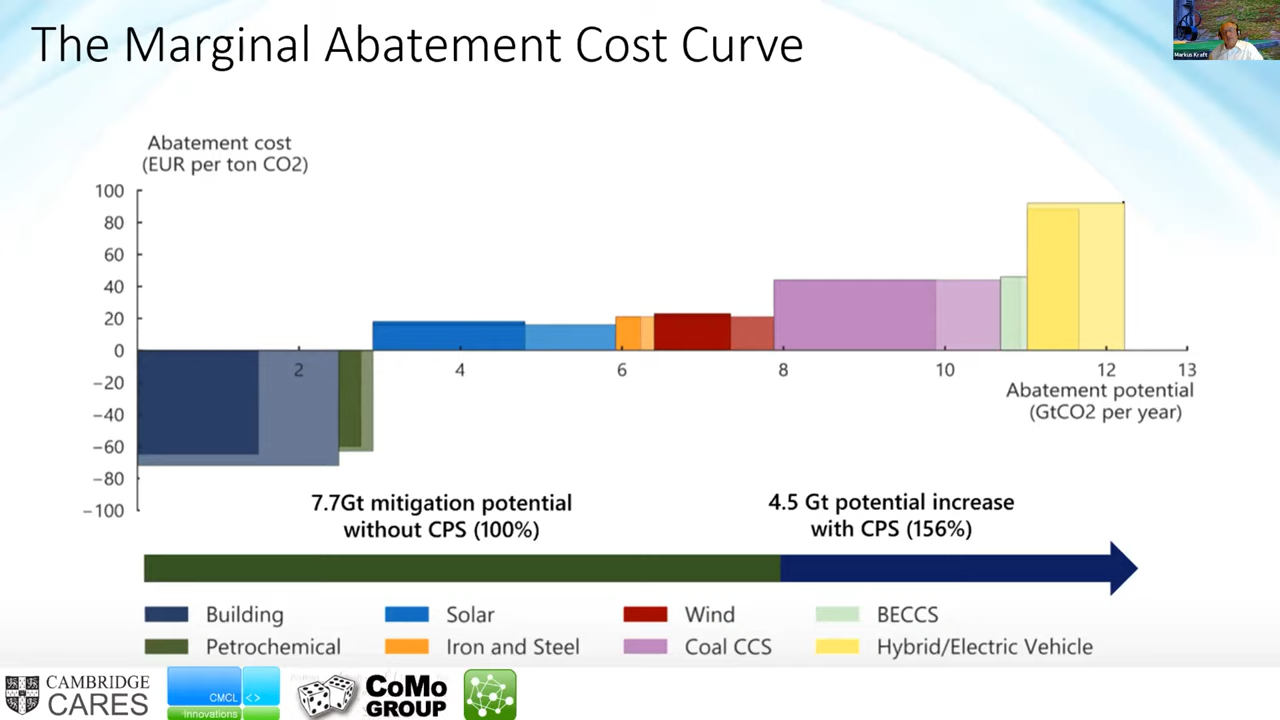 The Marginal Abatement Cost Curve
Markus Kraft
Abatement cost
(EUR per ton CO2)
100
80
60
40
20
0
−20
−40
−60
−80
−100
2
4
6
8
10
12
13
Abatement potential
(GtCO2 per year)
7.7Gt mitigation potential
without CPS (100%)
4.5 Gt potential increase
with CPS (156%)
Building
Solar
Wind
BECCS
Petrochemical
Iron and Steel
Coal CCS
Hybrid/Electric Vehicle
CAMBRIDGE
CARES
CMCL <>
Innovations
CoMo
GROUP